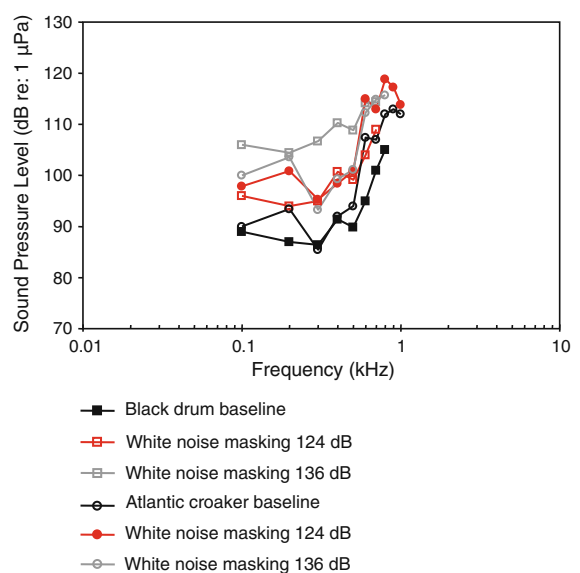 Sound Pressure Level (dB re: 1 µPa)
130
120
110
100
90
80
70
0.01
0.1
1
10
Frequency (kHz)
Black drum baseline
White noise masking 124 dB
White noise masking 136 dB
Atlantic croaker baseline
White noise masking 124 dB
White noise masking 136 dB